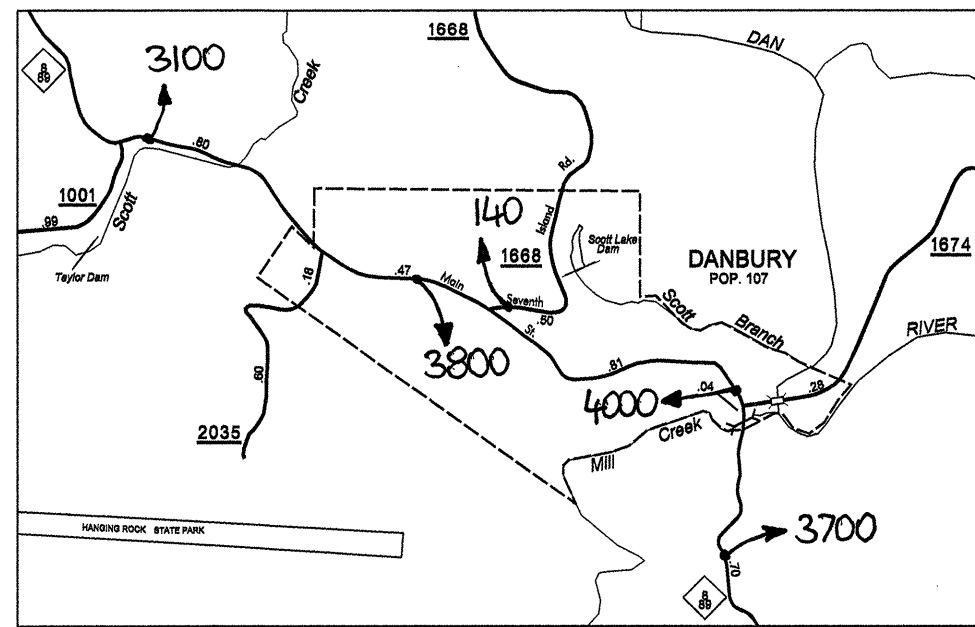 1668
DAN
8
89
3100
Creek
.80
Rd.
1001
.99
Scott
Taylor Dam
140
Island
1668
Scott Lake
Dam
DANBURY
POP. 107
1674
.18
.47
Main
Seventh
.50
St.
Scott
Branch
RIVER
3800
.60
.81
4000
.04
.28
2035
Creek
Mill
HANGING ROCK STATE PARK
3700
.70
8
89